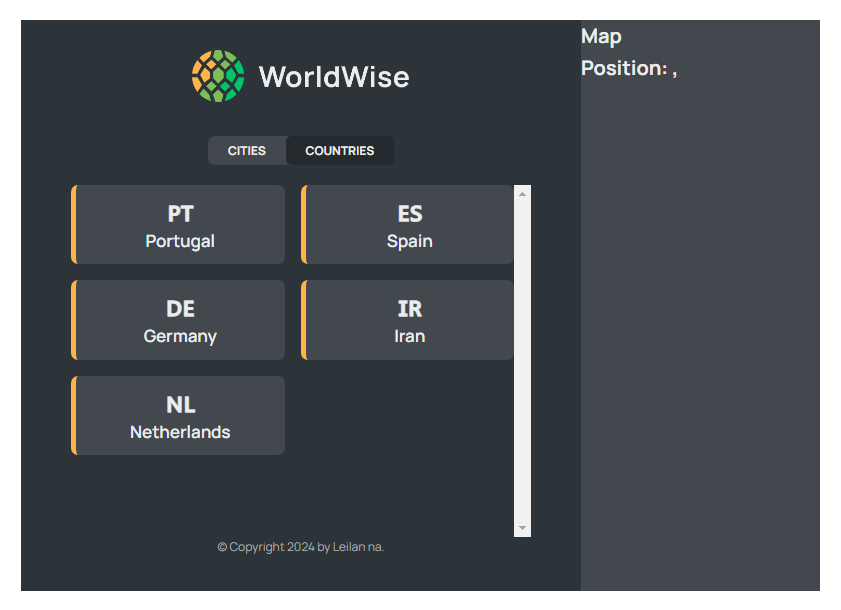 WorldWise
CITIES COUNTRIES
PT
Portugal
ES
Spain
DE
Germany
IR
Iran
NL
Netherlands
© Copyright 2024 by Leilan na.
Map
Position: ,